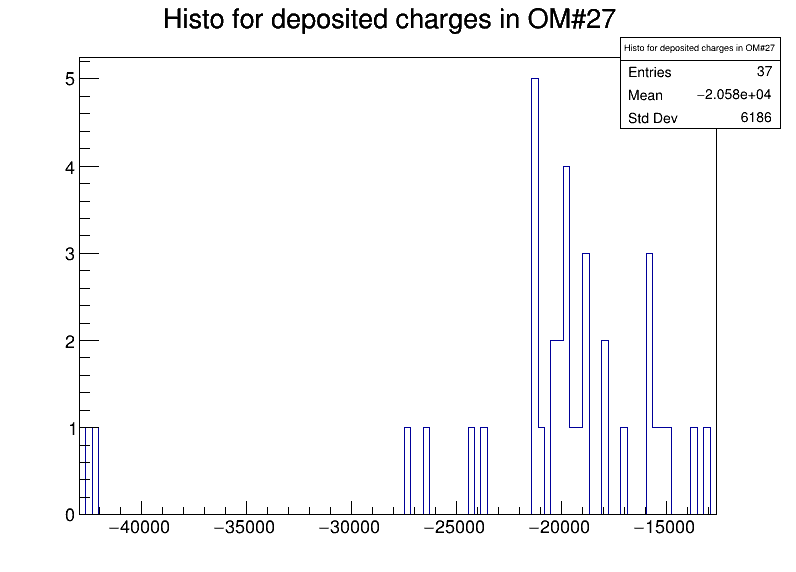 Histo for deposited charges in OM#27
Histo for deposited charges in OM#27
Entries 37
Mean −2.058e+04
Std Dev 6186
5
4
3
2
1
0
−40000 −35000 −30000 −25000 −20000 −15000